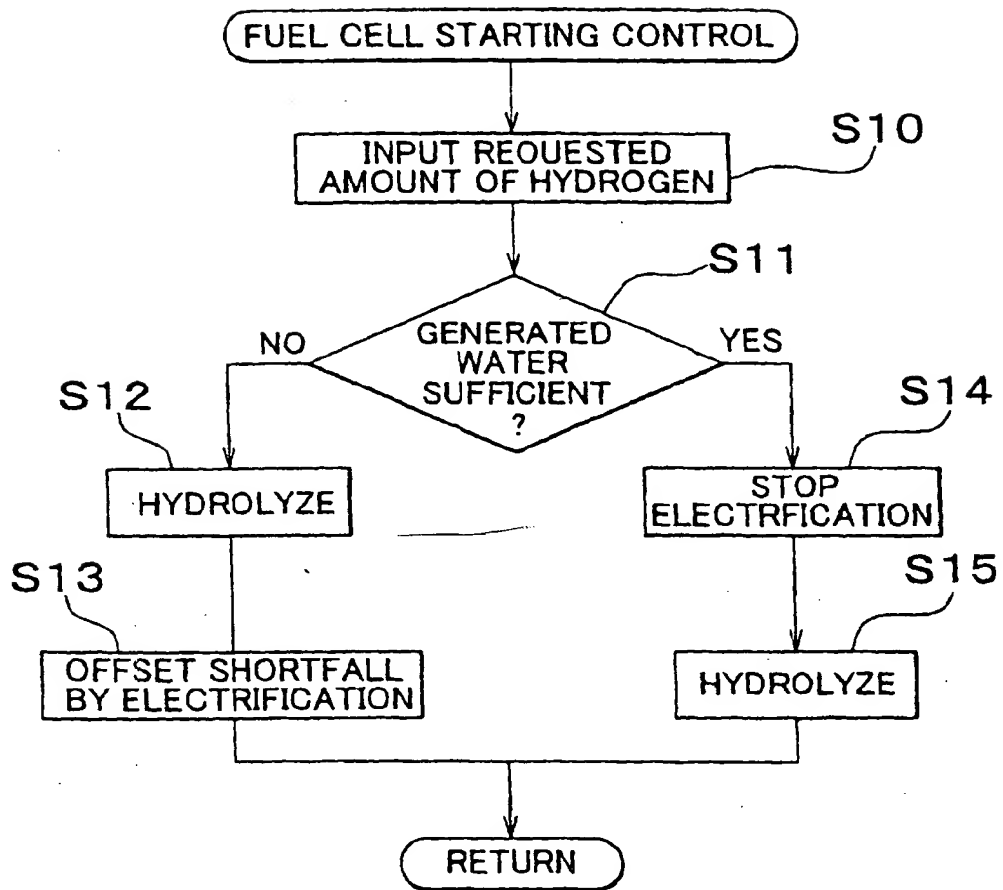 FUEL CELL STARTING CONTROL
S10
INPUT REQUESTED
AMOUNT OF HYDROGEN
S11
GENERATED
WATER
SUFFICIENT
?
NO
YES
S12
HYDROLYZE
S14
STOP
ELECTRFICATION
S13
OFFSET SHORTFALL
BY ELECTRIFICATION
S15
HYDROLYZE
RETURN